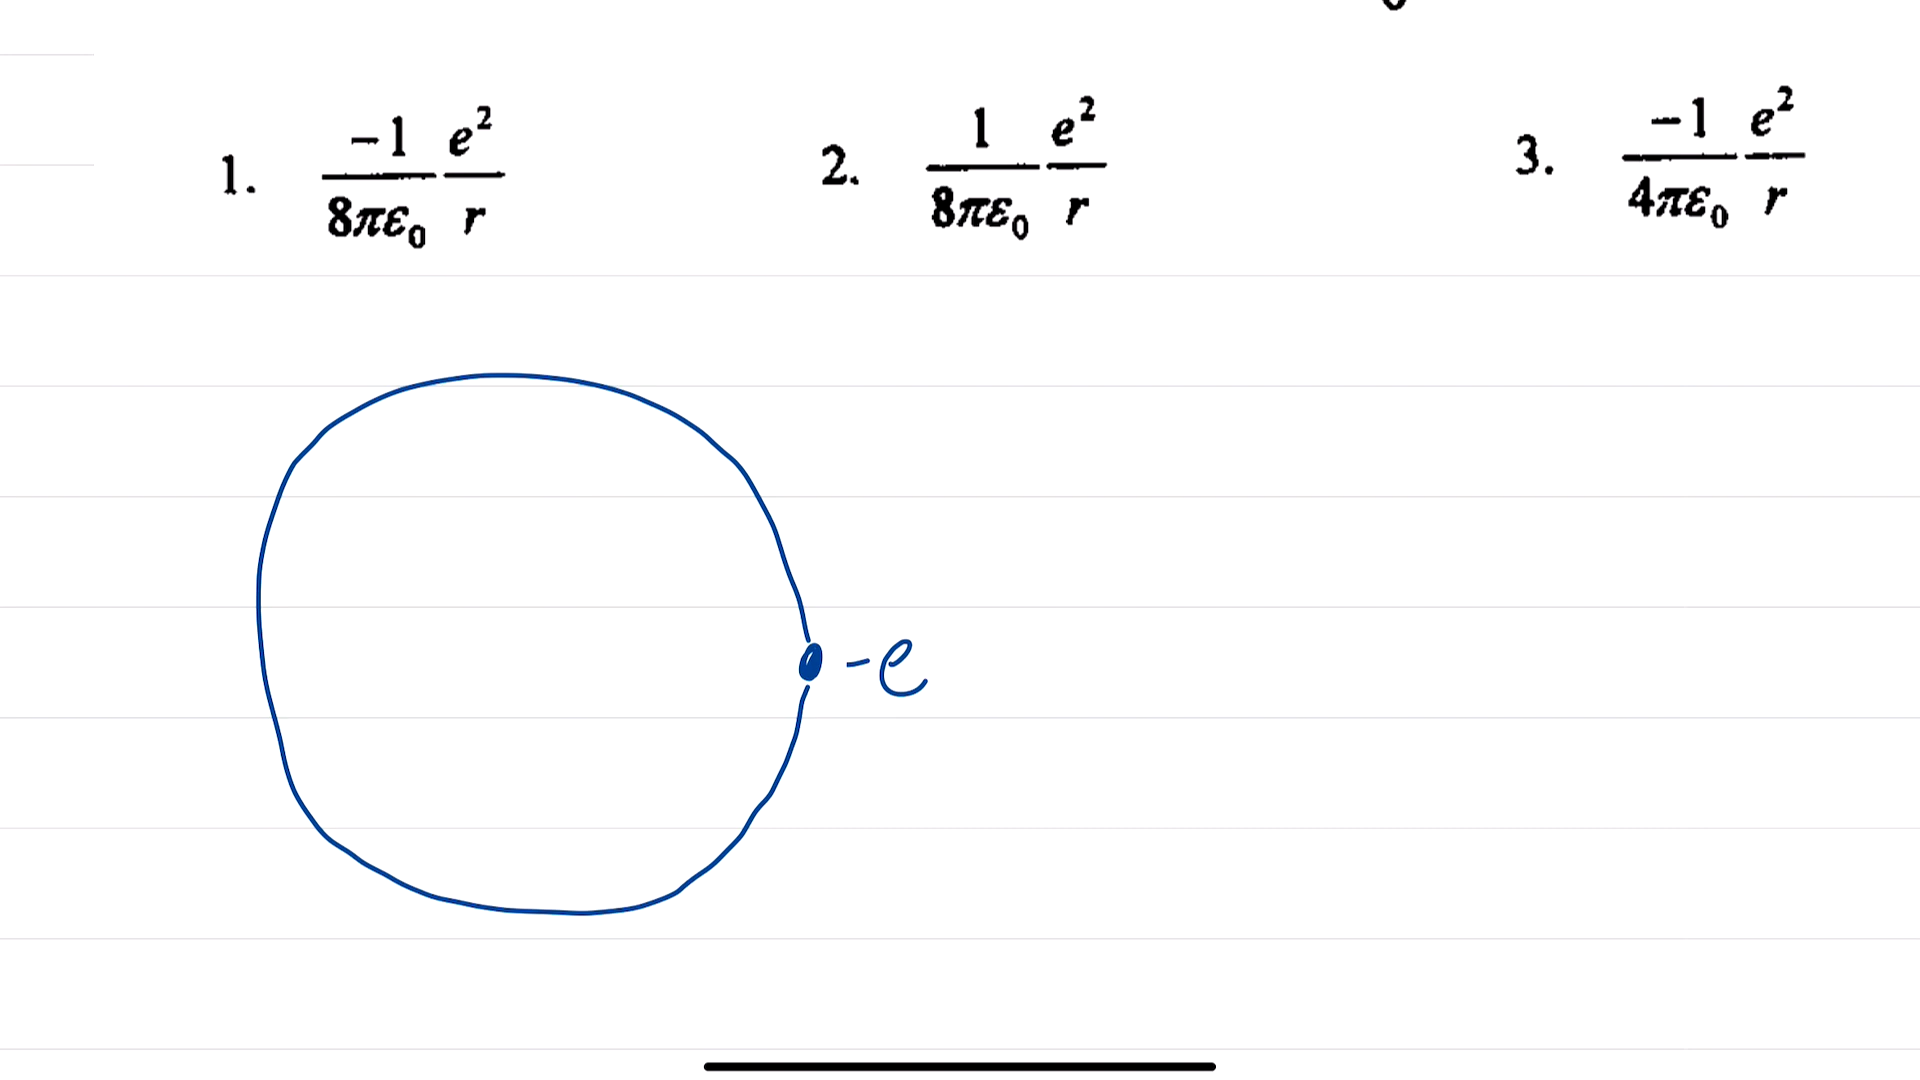 1. -1/8πε₀ e²/r 2. 1/8πε₀ e²/r 3. -1/4πε₀ e²/r
-e